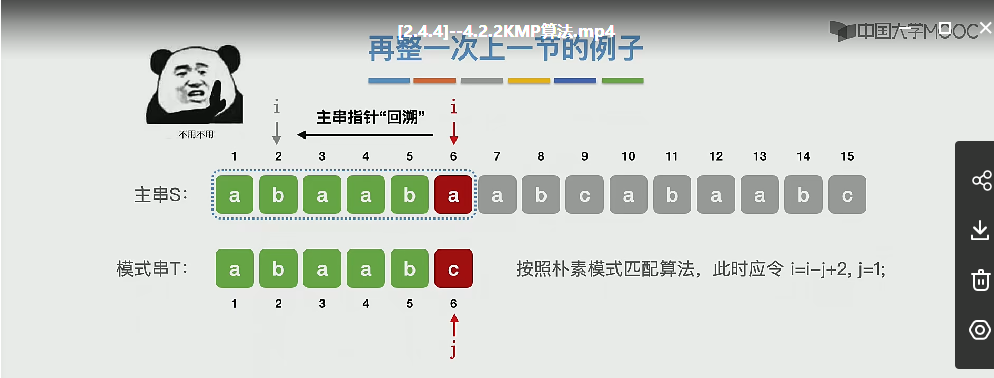 [2.4.4]--4.2.2KMP算法.mp4
中国大学MOOC
再整一次上一节的例子
不用不用
i
主串指针“回溯”
i
1 2 3 4 5 6 7 8 9 10 11 12 13 14 15
主串S: a b a a b a a b c a b a a b c
模式串T: a b a a b c
按照朴素模式匹配算法，此时应令 i=i−j+2, j=1;
1 2 3 4 5 6
j